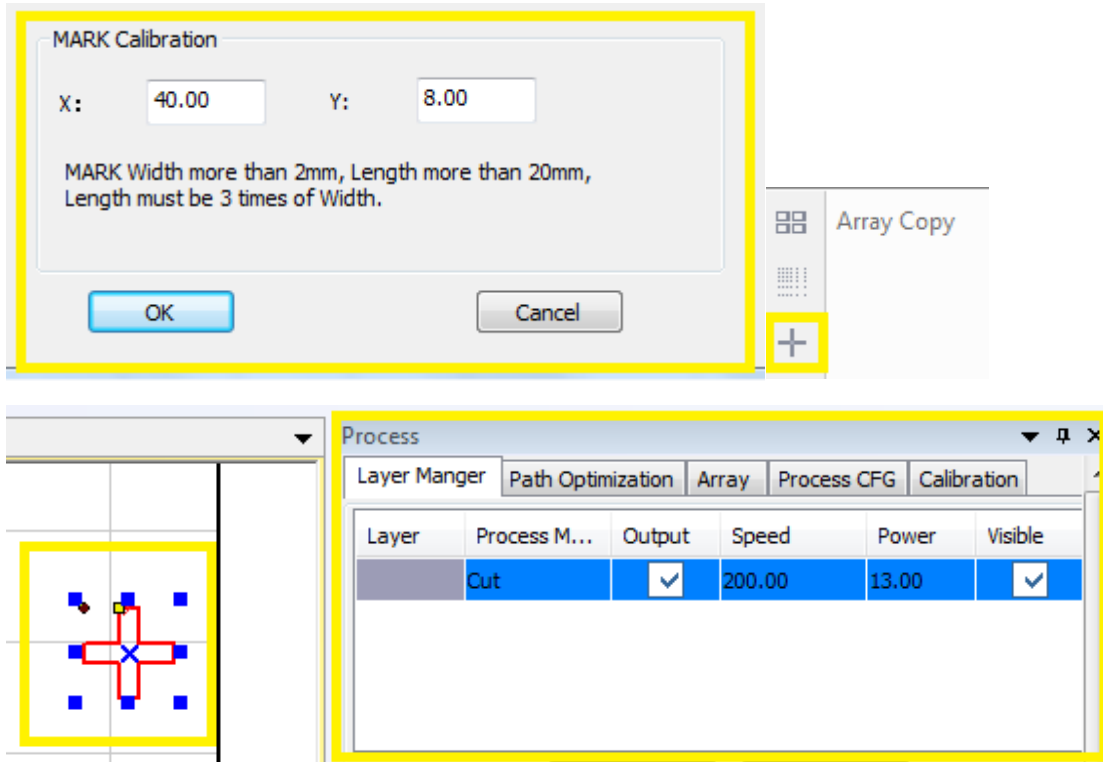 MARK Calibration
X: 40.00 Y: 8.00
MARK Width more than 2mm, Length more than 20mm,
Length must be 3 times of Width.
OK Cancel
Array Copy
Process
Layer Manger Path Optimization Array Process CFG Calibration
Layer Process M... Output Speed Power Visible
Cut 200.00 13.00